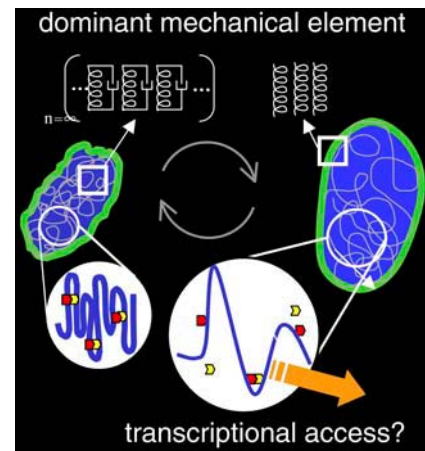 dominant mechanical element
n=∞
transcriptional access?